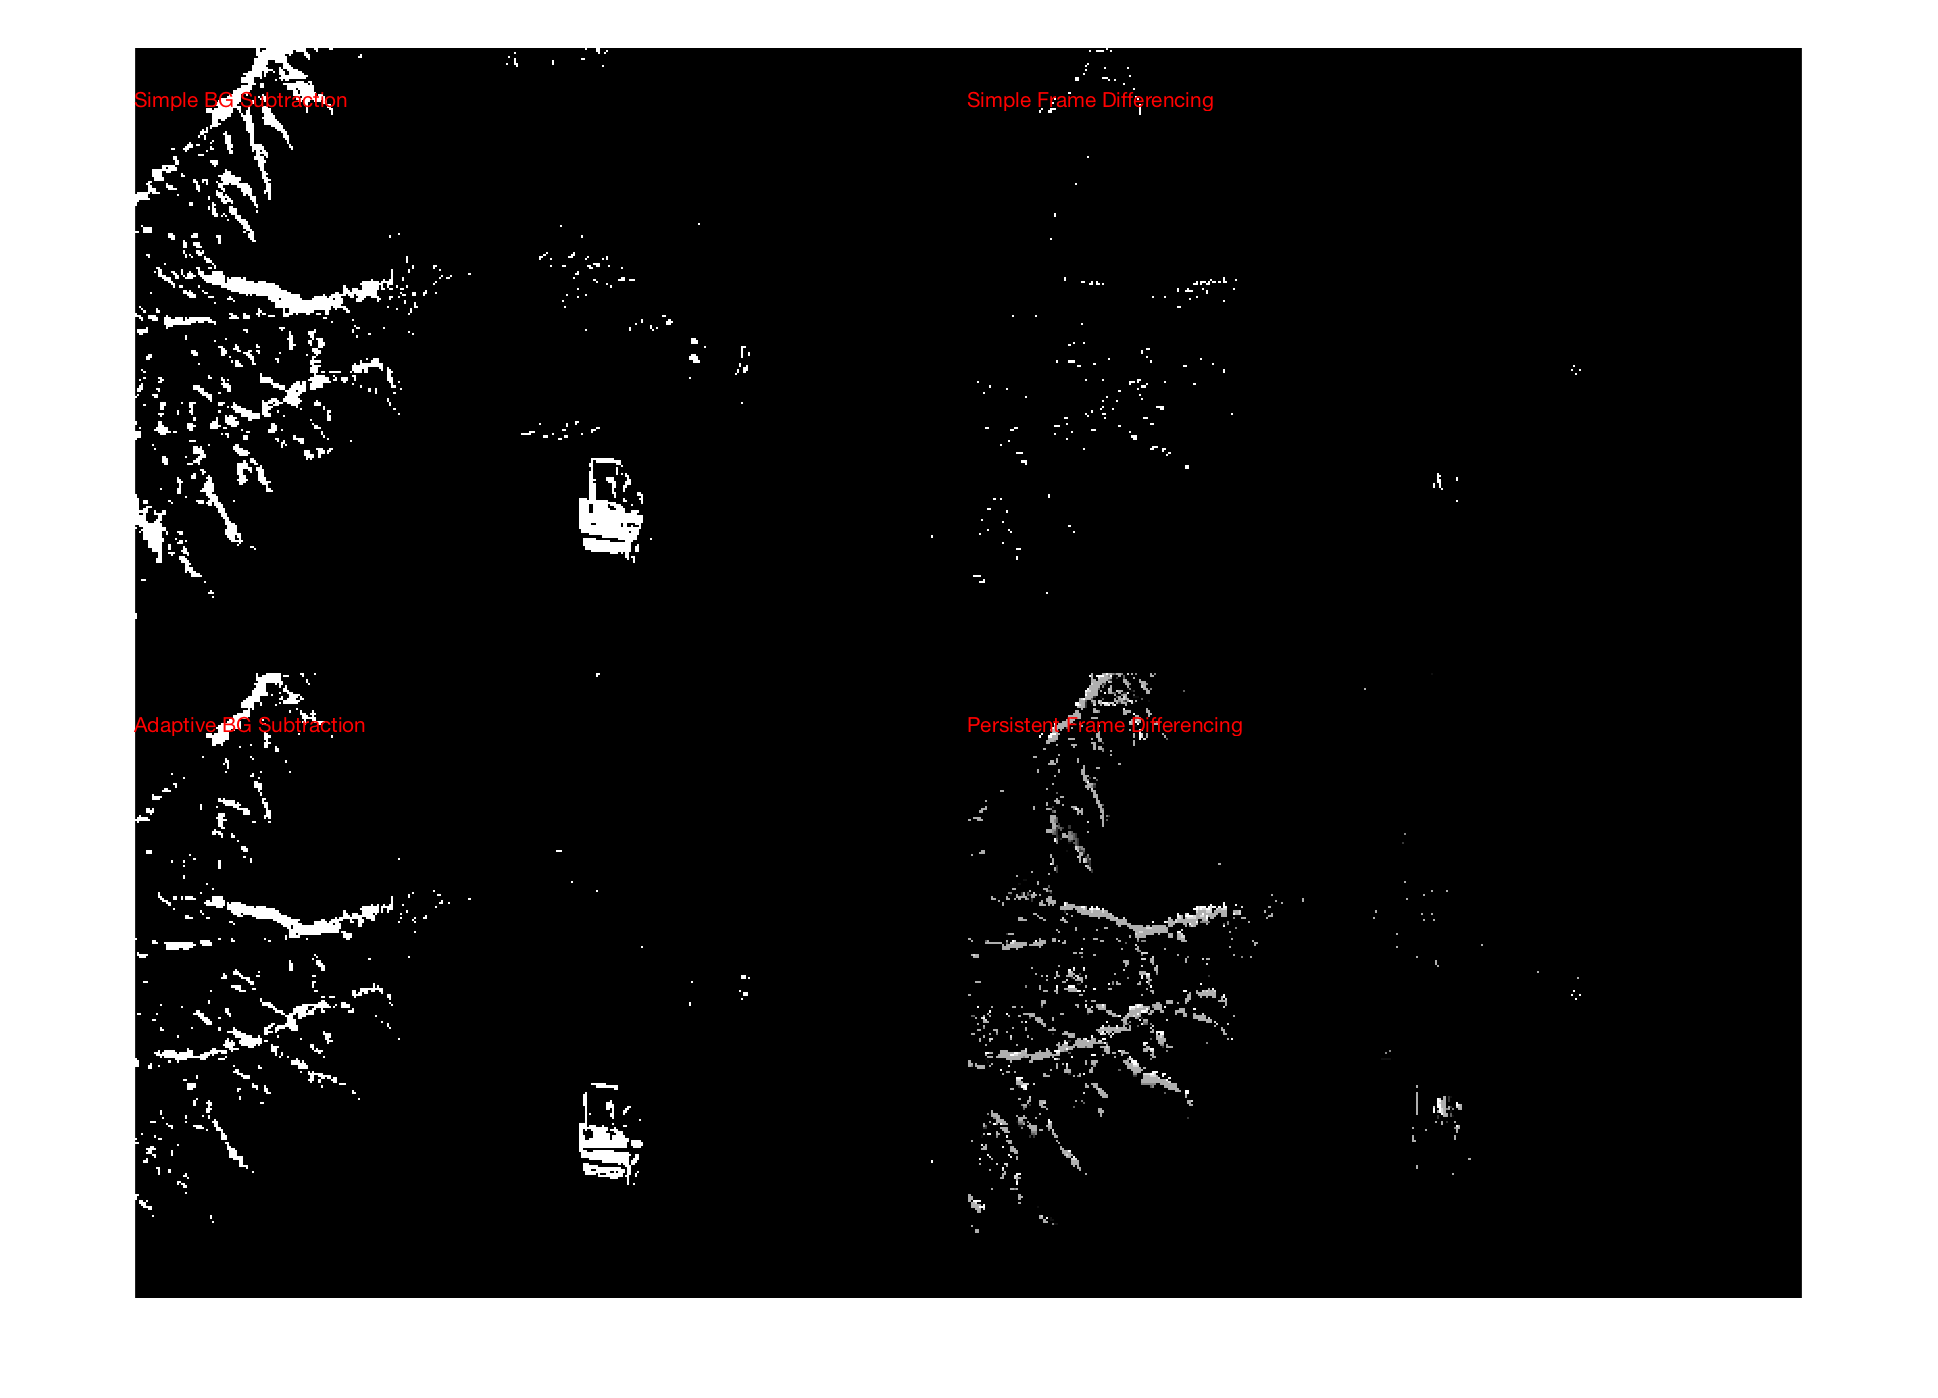 Simple BG Subtraction
Simple Frame Differencing
Adaptive BG Subtraction
Persistent Frame Differencing